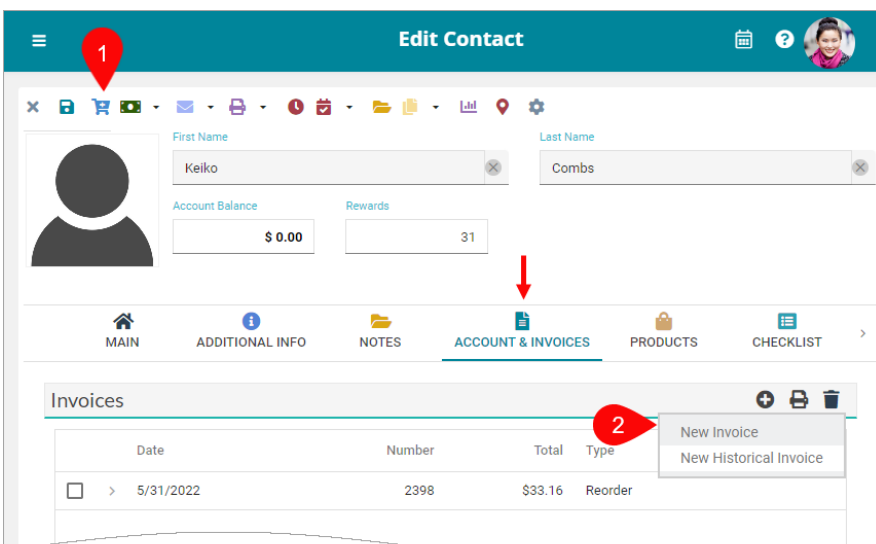 Edit Contact
?
1
First Name
Last Name
Keiko
Combs
Account Balance
Rewards
$ 0.00
31
MAIN
ADDITIONAL INFO
NOTES
ACCOUNT & INVOICES
PRODUCTS
CHECKLIST
Invoices
2
New Invoice
New Historical Invoice
Date
Number
Total
Type
5/31/2022
2398
$33.16
Reorder